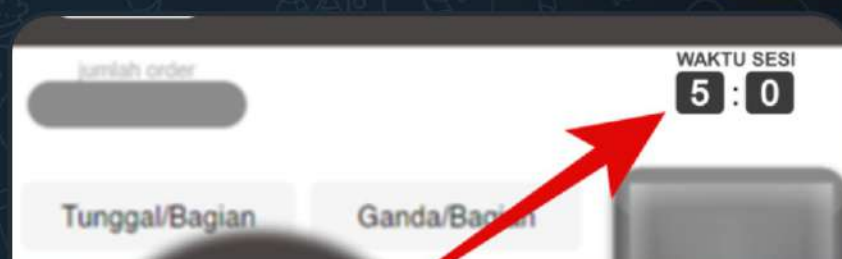 jumlah order
WAKTU SESI
5 : 0
Tunggal/Bagian
Ganda/Bagian